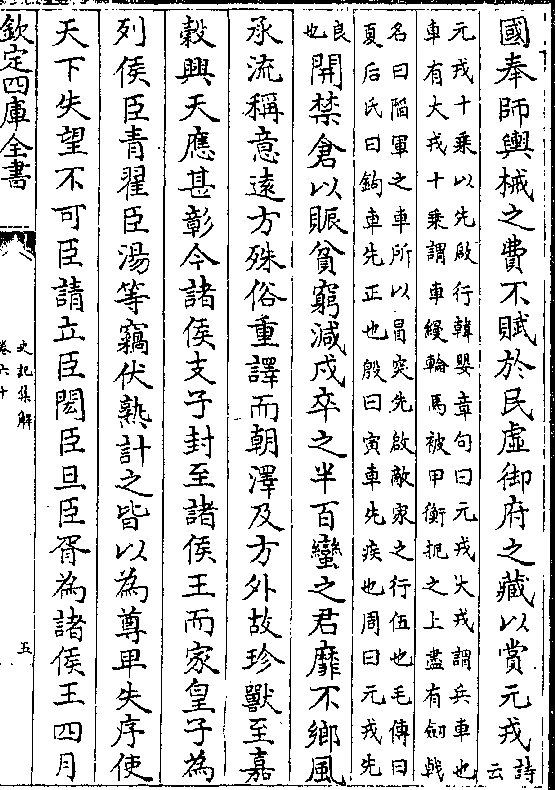 國奉師輿械之費不賦於民虛御府之藏以賞元戎詩云
元戎十乘以先啟行韓嬰章句曰元戎大戎謂兵車也
車有大戎十乘謂車縵輪馬被甲衡扼之上盡有劒戟
名曰陷軍之車所以冒突先啟敵家之行伍也毛傳曰
夏后氏曰鉤車先正也殷曰寅車先疾也周曰元戎先
良也開禁倉以賑貧窮減戍卒之半百蠻之君靡不鄉風
承流稱意遠方殊俗重譯而朝澤及方外故珍獸至嘉
穀興天應甚彰今諸侯支子封至諸侯王而家皇子為
列侯臣青翟臣湯等竊伏熟計之皆以為尊卑失序使
天下失望不可臣請立臣閎臣旦臣胥為諸侯王四月
欽定四庫全書
史記集解
卷六十
五